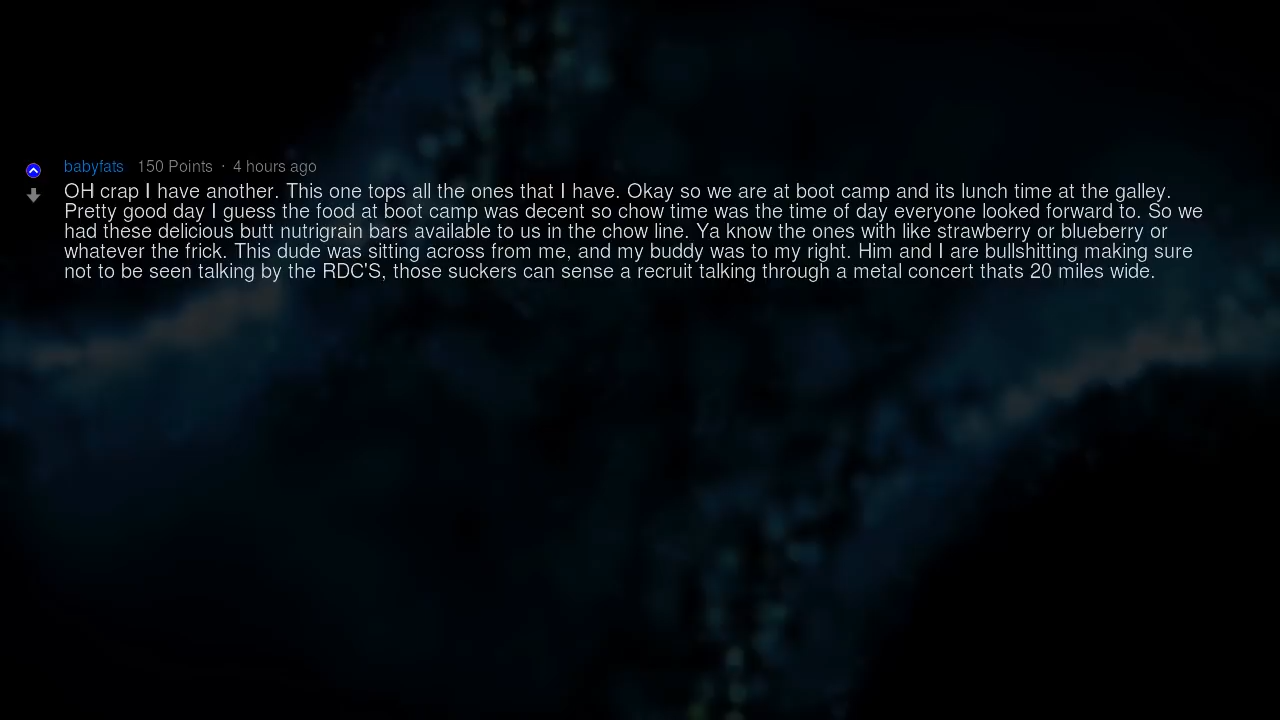 babyfats 150 Points · 4 hours ago
OH crap I have another. This one tops all the ones that I have. Okay so we are at boot camp and its lunch time at the galley.
Pretty good day I guess the food at boot camp was decent so chow time was the time of day everyone looked forward to. So we
had these delicious butt nutrigrain bars available to us in the chow line. Ya know the ones with like strawberry or blueberry or
whatever the frick. This dude was sitting across from me, and my buddy was to my right. Him and I are bullshitting making sure
not to be seen talking by the RDC'S, those suckers can sense a recruit talking through a metal concert thats 20 miles wide.